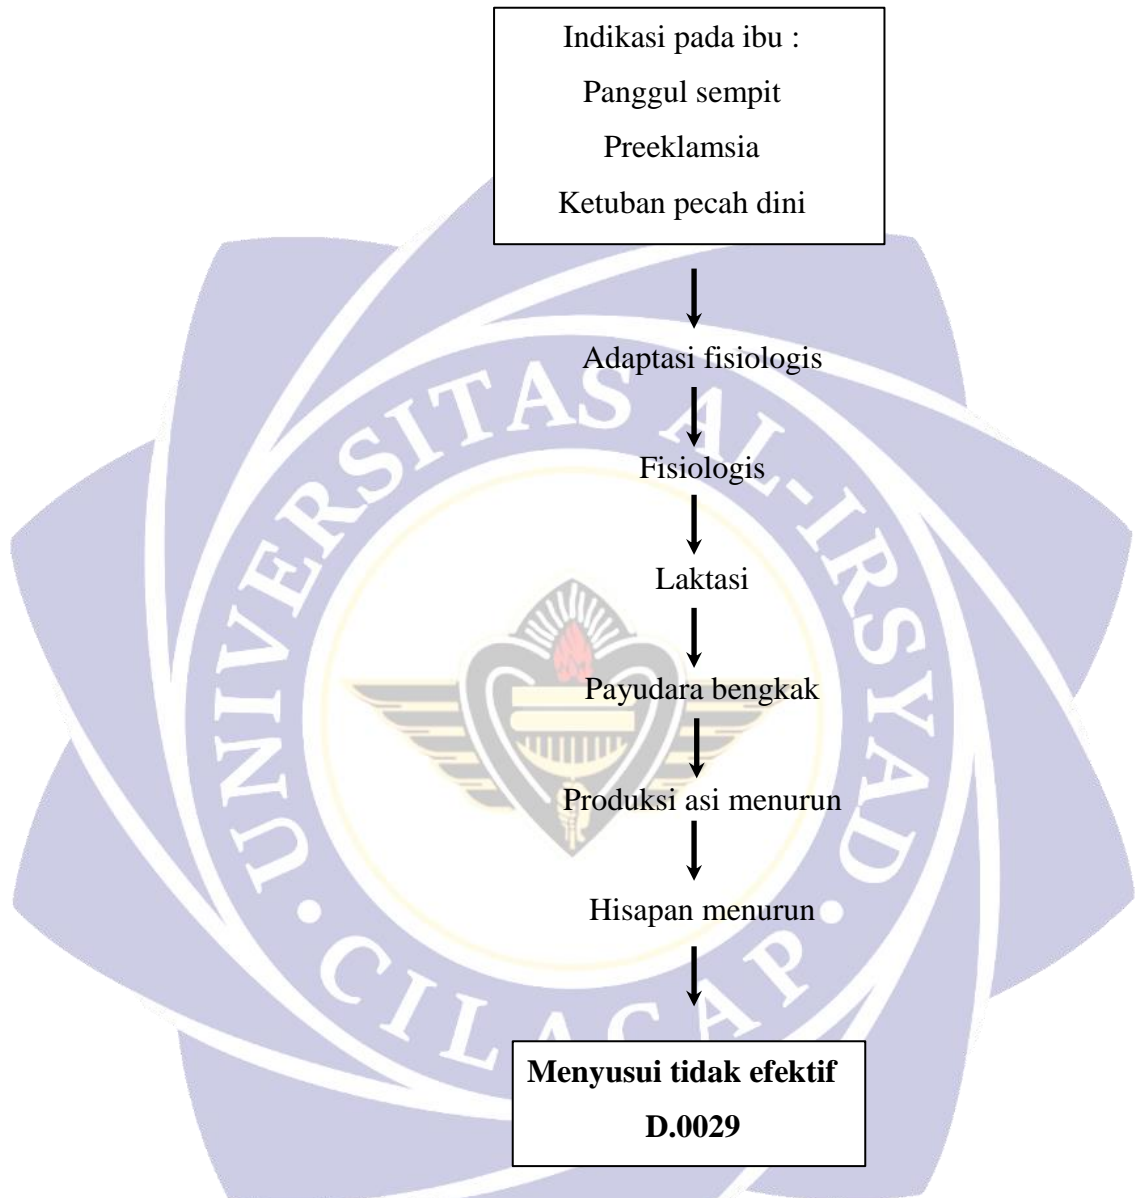 Indikasi pada ibu :
Panggul sempit
Preeklamsia
Ketuban pecah dini
Adaptasi fisiologis
Fisiologis
Laktasi
Payudara bengkak
Produksi asi menurun
Hisapan menurun
Menyusui tidak efektif
D.0029
UNIVERSITAS AL-IRSYAD
CILACAP